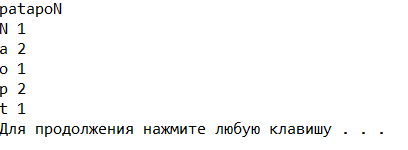 patapoN
N 1
a 2
o 1
p 2
t 1
Для продолжения нажмите любую клавишу . . .